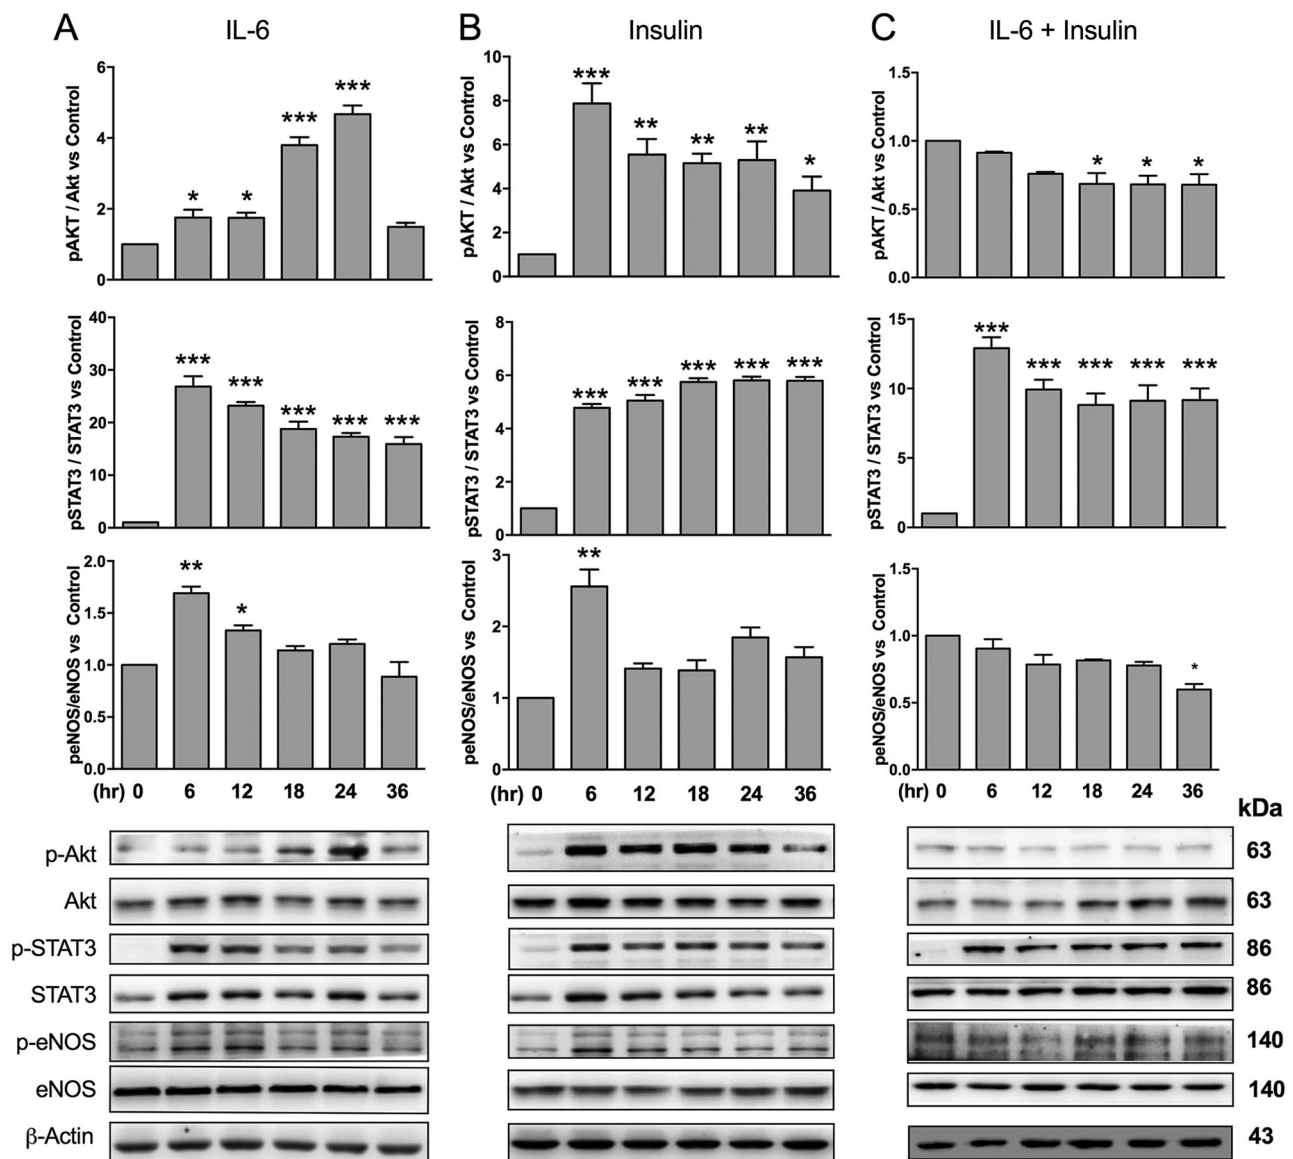 A IL-6
B Insulin
C IL-6 + Insulin
pAKT / Akt vs Control
6
4
2
0
* * *** ***
pAKT / Akt vs Control
10
8
6
4
2
0
*** ** ** ** *
pAKT / Akt vs Control
1.5
1.0
0.5
0.0
* * *
pSTAT3 / STAT3 vs Control
40
30
20
10
0
*** *** *** *** ***
pSTAT3 / STAT3 vs Control
8
6
4
2
0
*** *** *** *** ***
pSTAT3 / STAT3 vs Control
15
10
5
0
*** *** *** *** ***
peNOS/eNOS vs Control
2.0
1.5
1.0
0.5
0.0
** *
peNOS/eNOS vs Control
3
2
1
0
**
peNOS/eNOS vs Control
1.5
1.0
0.5
0.0
*
(hr) 0 6 12 18 24 36
(hr) 0 6 12 18 24 36
(hr) 0 6 12 18 24 36
kDa
p-Akt 63
Akt 63
p-STAT3 86
STAT3 86
p-eNOS 140
eNOS 140
β-Actin 43